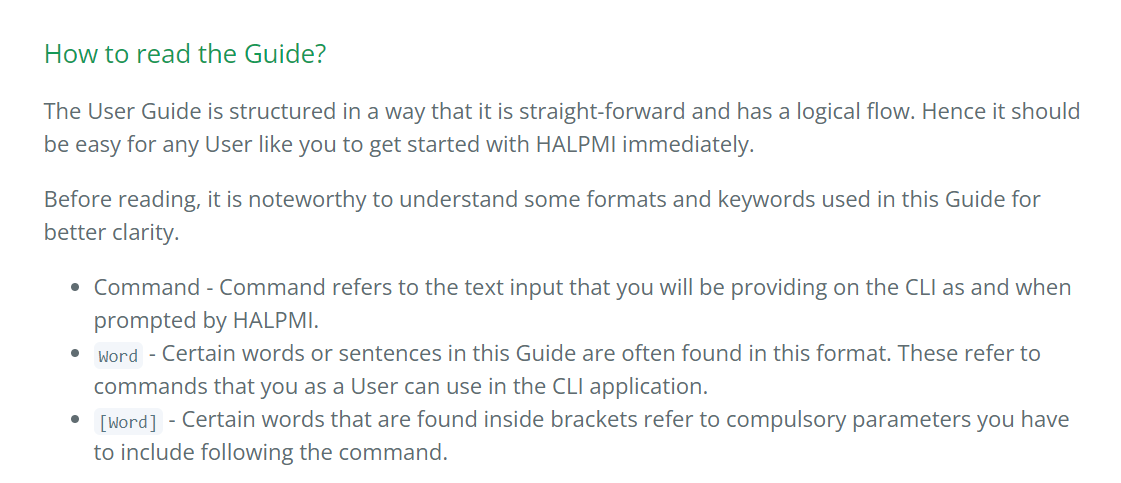 How to read the Guide?
The User Guide is structured in a way that it is straight-forward and has a logical flow. Hence it should
be easy for any User like you to get started with HALPMI immediately.
Before reading, it is noteworthy to understand some formats and keywords used in this Guide for
better clarity.
• Command - Command refers to the text input that you will be providing on the CLI as and when
prompted by HALPMI.
• Word - Certain words or sentences in this Guide are often found in this format. These refer to
commands that you as a User can use in the CLI application.
• [Word] - Certain words that are found inside brackets refer to compulsory parameters you have
to include following the command.